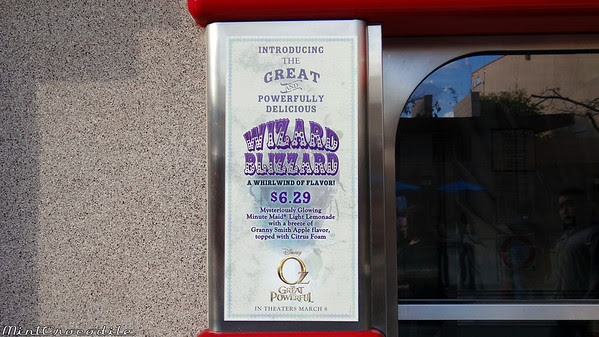 INTRODUCING
THE
GREAT
AND
POWERFULLY
DELICIOUS
WIZARD
BLIZZARD
A WHIRLWIND OF FLAVOR!
$6.29
Mysteriously Glowing
Minute Maid® Light Lemonade
with a breeze of
Granny Smith Apple flavor,
topped with Citrus Foam
Disney
OZ
THE
GREAT AND
POWERFUL
IN THEATERS MARCH 8
MintCrocodile